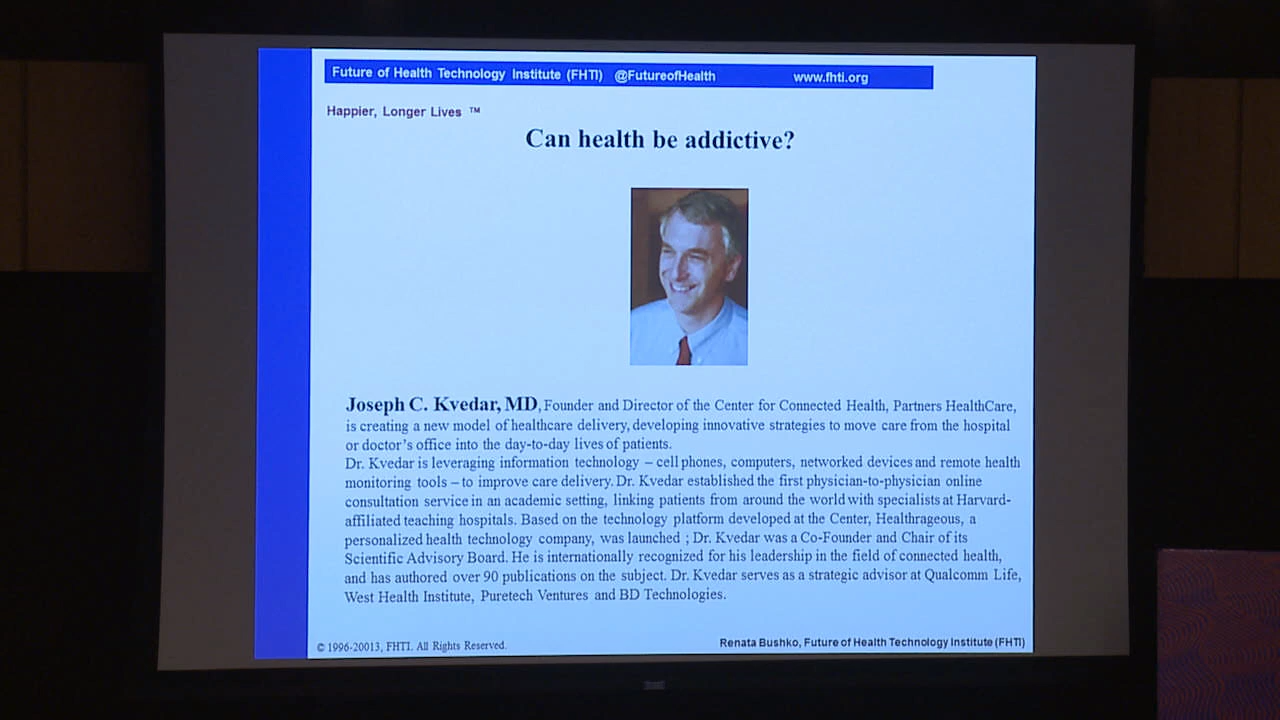 Future of Health Technology Institute (FHTI) @FutureofHealth www.fhti.org
Happier, Longer Lives ™
Can health be addictive?
Joseph C. Kvedar, MD, Founder and Director of the Center for Connected Health, Partners HealthCare,
is creating a new model of healthcare delivery, developing innovative strategies to move care from the hospital
or doctor's office into the day-to-day lives of patients.
Dr. Kvedar is leveraging information technology – cell phones, computers, networked devices and remote health
monitoring tools – to improve care delivery. Dr. Kvedar established the first physician-to-physician online
consultation service in an academic setting, linking patients from around the world with specialists at Harvard-
affiliated teaching hospitals. Based on the technology platform developed at the Center, Healthrageous, a
personalized health technology company, was launched ; Dr. Kvedar was a Co-Founder and Chair of its
Scientific Advisory Board. He is internationally recognized for his leadership in the field of connected health,
and has authored over 90 publications on the subject. Dr. Kvedar serves as a strategic advisor at Qualcomm Life,
West Health Institute, Puretech Ventures and BD Technologies.
© 1996-20013, FHTI. All Rights Reserved.
Renata Bushko, Future of Health Technology Institute (FHTI)